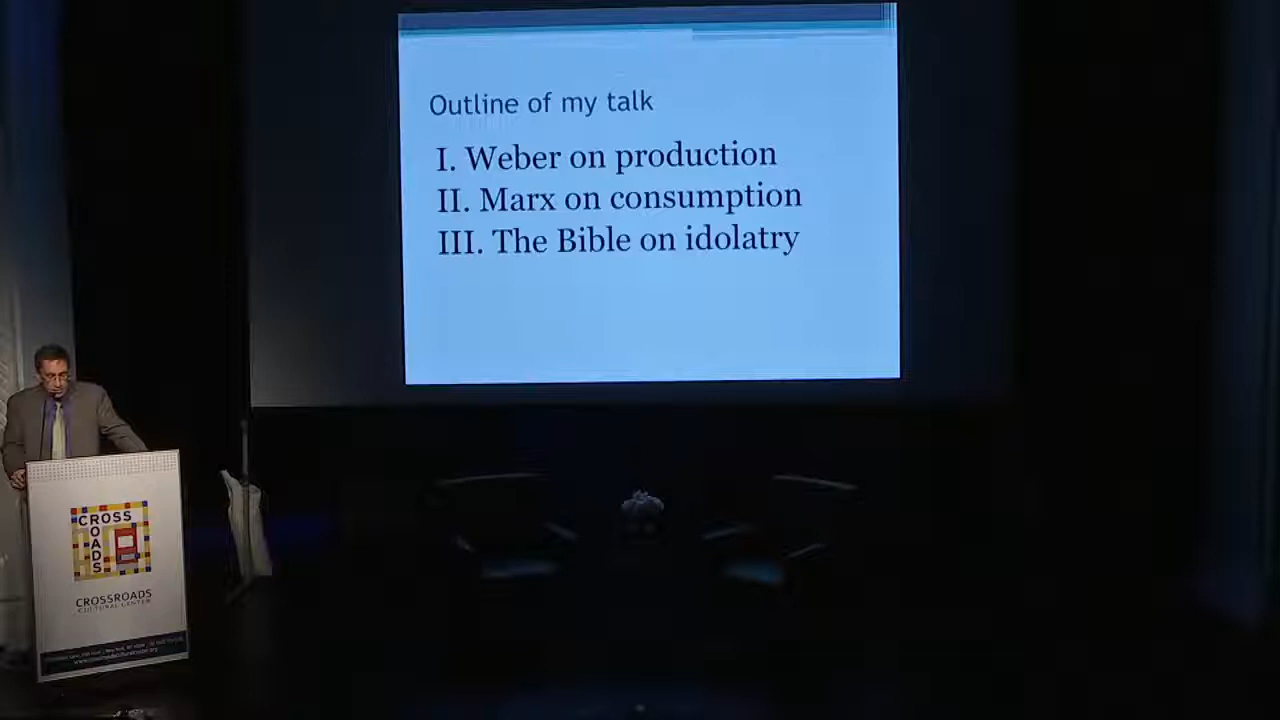 Outline of my talk
I. Weber on production
II. Marx on consumption
III. The Bible on idolatry
CROSS
ROADS
CROSSROADS
CULTURAL CENTER